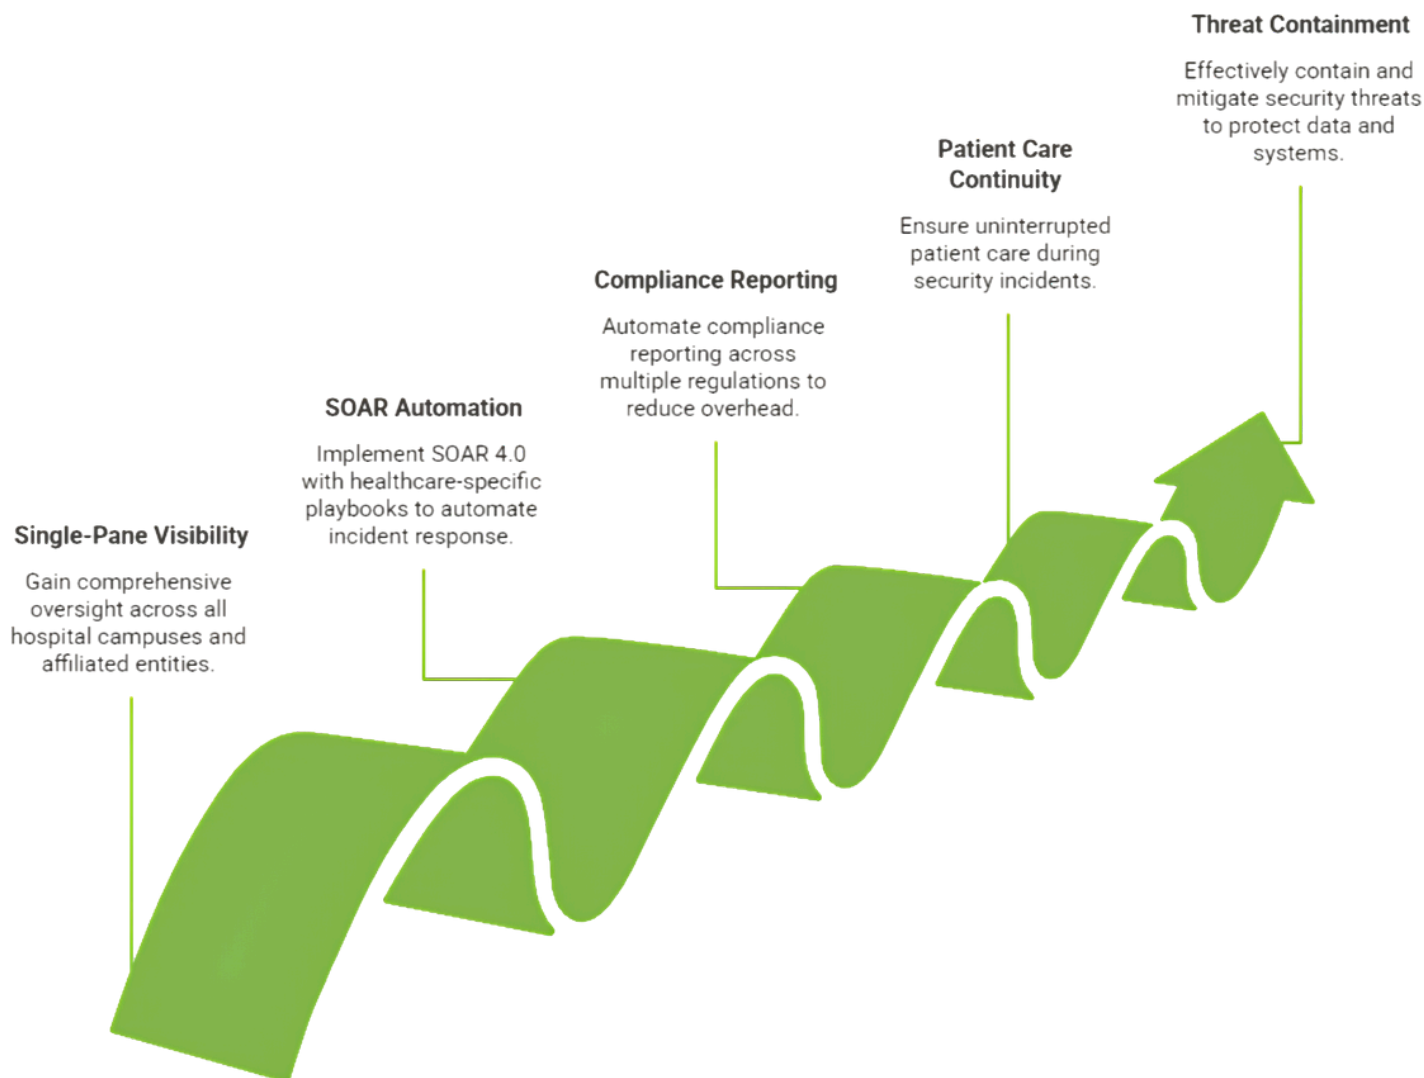 Single-Pane Visibility
Gain comprehensive
oversight across all
hospital campuses and
affiliated entities.
SOAR Automation
Implement SOAR 4.0
with healthcare-specific
playbooks to automate
incident response.
Compliance Reporting
Automate compliance
reporting across
multiple regulations to
reduce overhead.
Patient Care
Continuity
Ensure uninterrupted
patient care during
security incidents.
Threat Containment
Effectively contain and
mitigate security threats
to protect data and
systems.